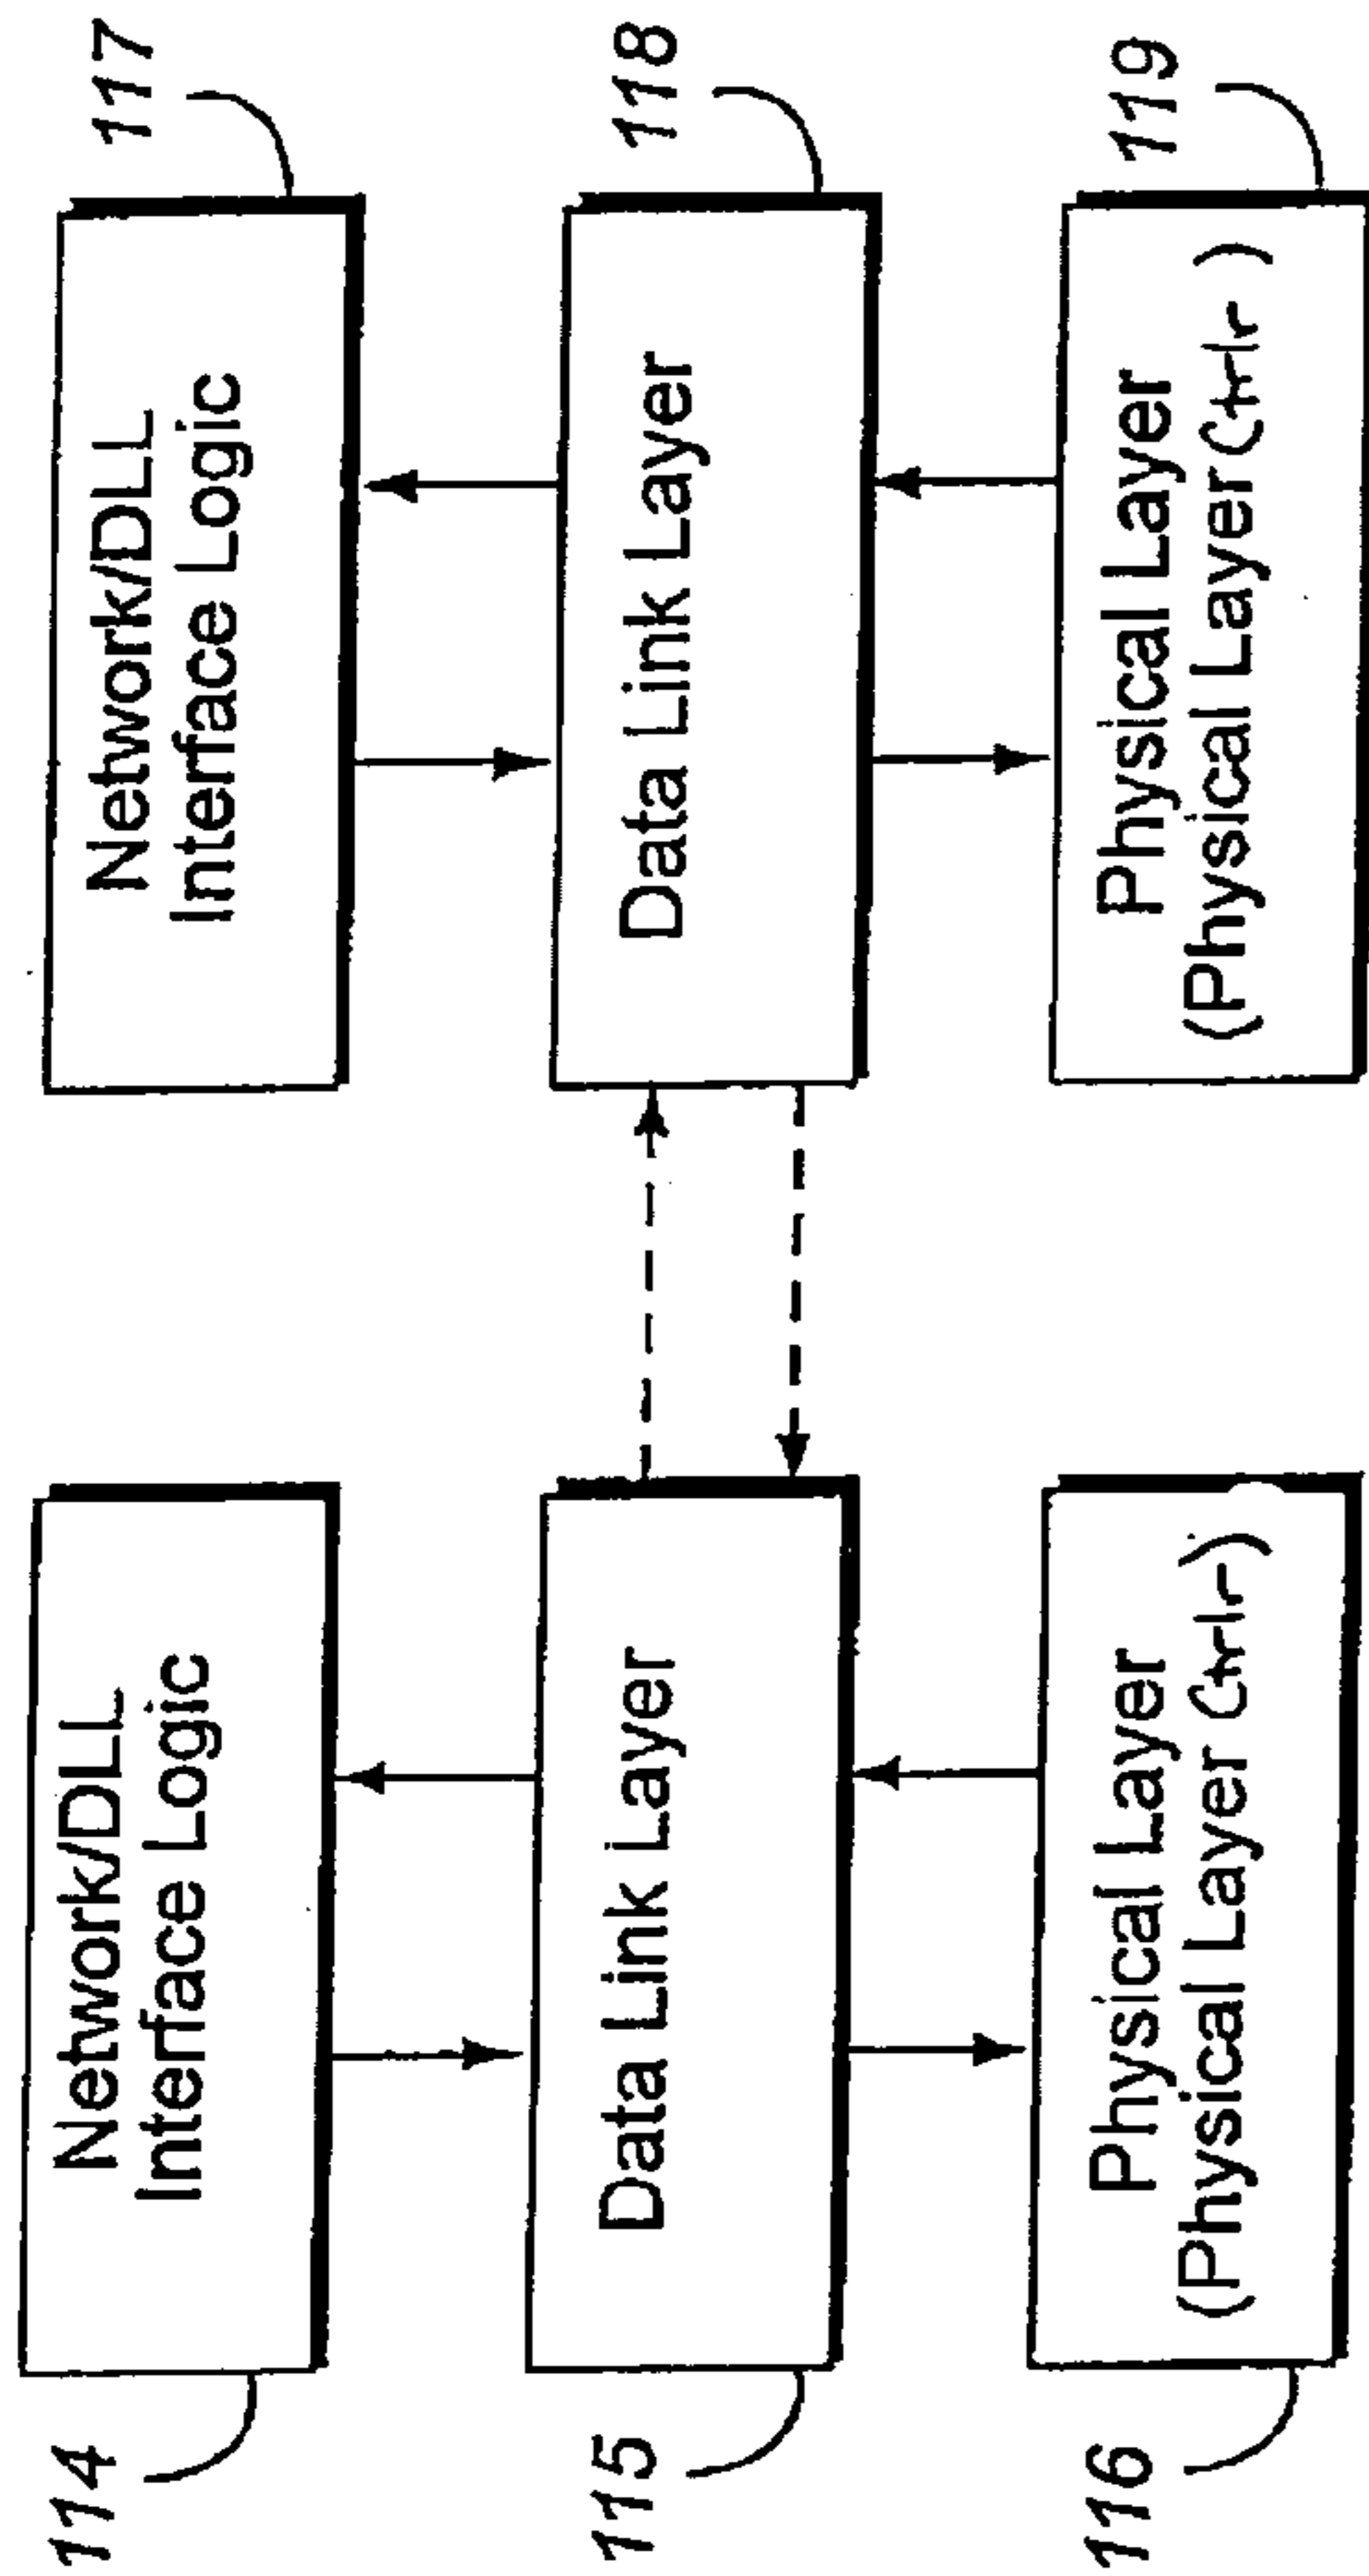 114
Network/DLL
Interface Logic
115
Data Link Layer
116
Physical Layer
(Physical Layer Ctrlr)
117
Network/DLL
Interface Logic
118
Data Link Layer
119
Physical Layer
(Physical Layer Ctrlr)